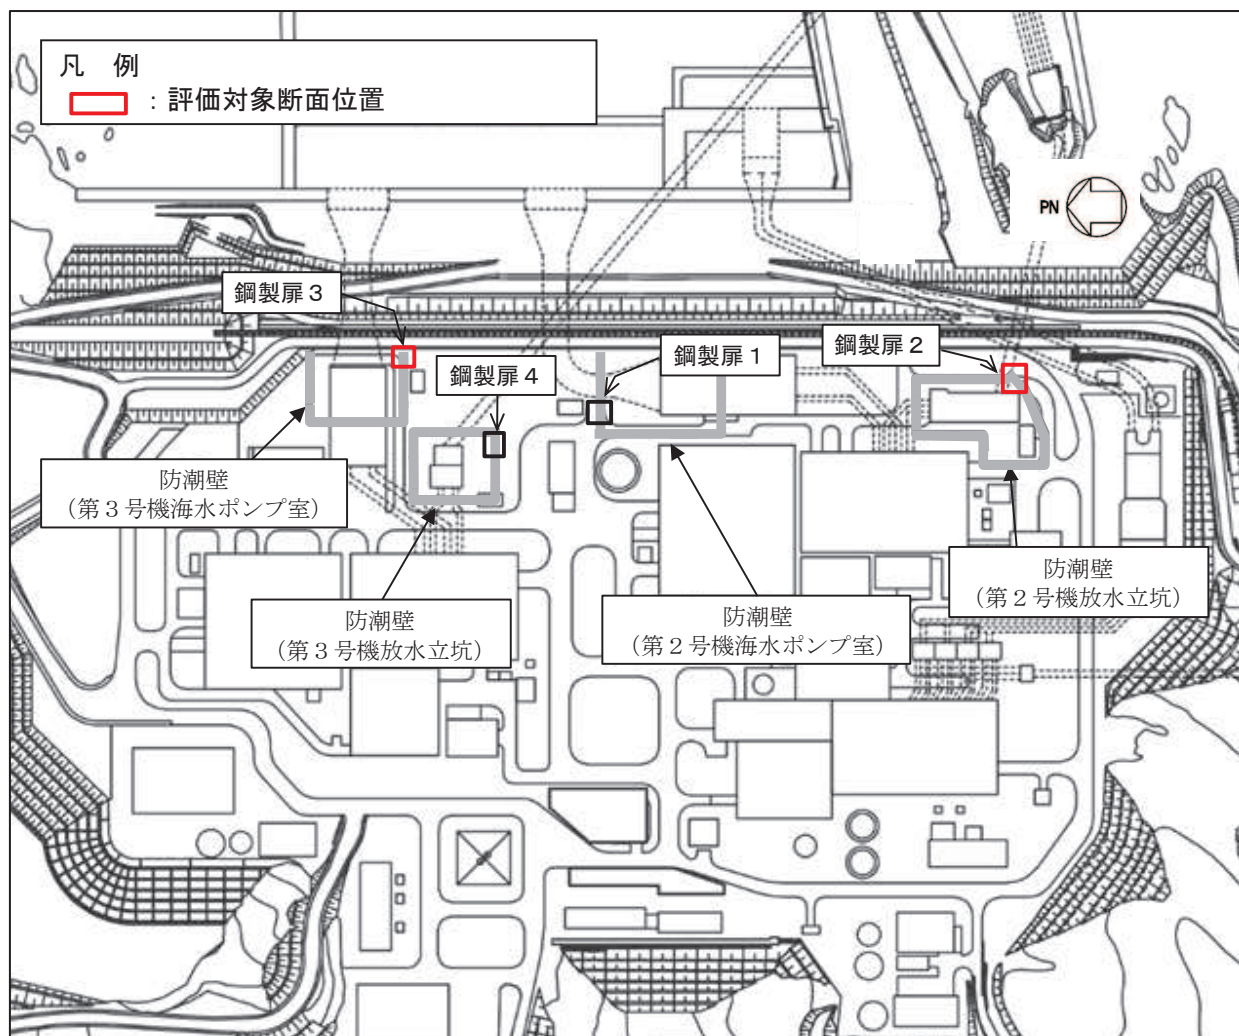 凡　例
：評価対象断面位置
PN
鋼製扉３
鋼製扉４
鋼製扉１
鋼製扉２
防潮壁
（第３号機海水ポンプ室）
防潮壁
（第３号機放水立坑）
防潮壁
（第２号機海水ポンプ室）
防潮壁
（第２号機放水立坑）